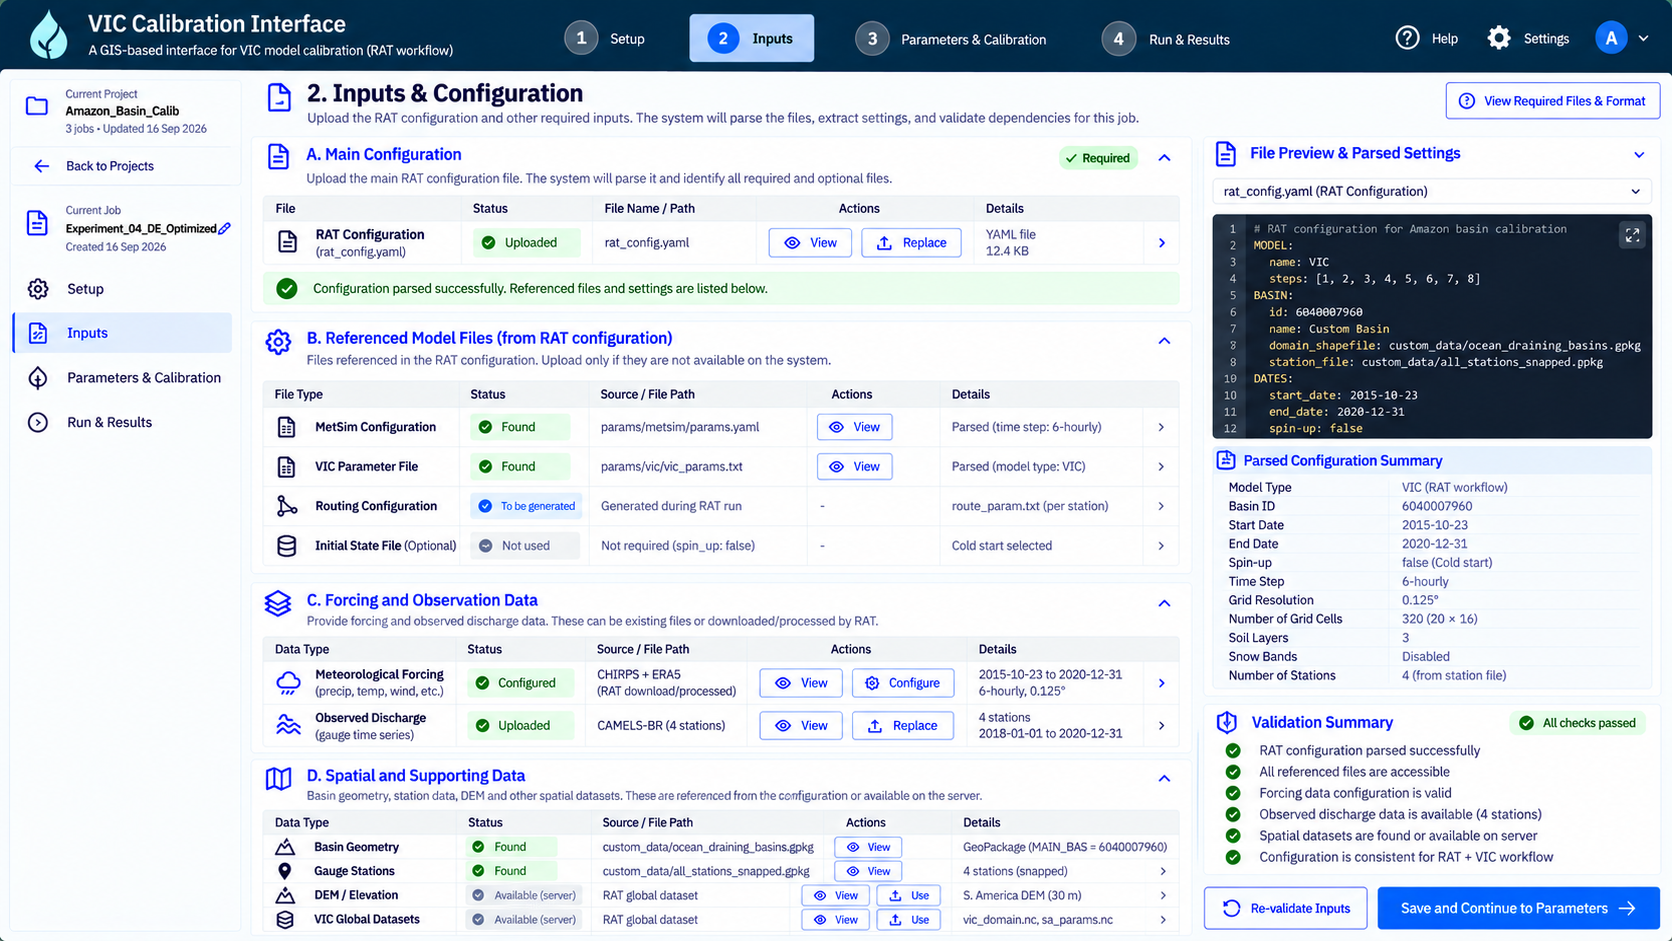 VIC Calibration Interface
A GIS-based interface for VIC model calibration (RAT workflow)
1 Setup
2 Inputs
3 Parameters & Calibration
4 Run & Results
Help
Settings
A
Current Project
Amazon_Basin_Calib
3 jobs • Updated 16 Sep 2026
Back to Projects
Current Job
Experiment_04_DE_Optimized
Created 16 Sep 2026
Setup
Inputs
Parameters & Calibration
Run & Results
2. Inputs & Configuration
Upload the RAT configuration and other required inputs. The system will parse the files, extract settings, and validate dependencies for this job.
View Required Files & Format
A. Main Configuration
Required
Upload the main RAT configuration file. The system will parse it and identify all required and optional files.
File Status File Name / Path Actions Details
RAT Configuration
(rat_config.yaml)
Uploaded
rat_config.yaml
View
Replace
YAML file
12.4 KB
Configuration parsed successfully. Referenced files and settings are listed below.
B. Referenced Model Files (from RAT configuration)
Files referenced in the RAT configuration. Upload only if they are not available on the system.
File Type Status Source / File Path Actions Details
MetSim Configuration Found params/metsim/params.yaml View Parsed (time step: 6-hourly)
VIC Parameter File Found params/vic/vic_params.txt View Parsed (model type: VIC)
Routing Configuration To be generated Generated during RAT run - route_param.txt (per station)
Initial State File (Optional) Not used Not required (spin_up: false) - Cold start selected
C. Forcing and Observation Data
Provide forcing and observed discharge data. These can be existing files or downloaded/processed by RAT.
Data Type Status Source / File Path Actions Details
Meteorological Forcing
(precip, temp, wind, etc.)
Configured
CHIRPS + ERA5
(RAT download/processed)
View
Configure
2015-10-23 to 2020-12-31
6-hourly, 0.125°
Observed Discharge
(gauge time series)
Uploaded
CAMELS-BR (4 stations)
View
Replace
4 stations
2018-01-01 to 2020-12-31
D. Spatial and Supporting Data
Basin geometry, station data, DEM and other spatial datasets. These are referenced from the configuration or available on the server.
Data Type Status Source / File Path Actions Details
Basin Geometry Found custom_data/ocean_draining_basins.gpkg View GeoPackage (MAIN_BAS = 6040007960)
Gauge Stations Found custom_data/all_stations_snapped.gpkg View 4 stations (snapped)
DEM / Elevation Available (server) RAT global dataset View Use S. America DEM (30 m)
VIC Global Datasets Available (server) RAT global dataset View Use vic_domain.nc, sa_params.nc
File Preview & Parsed Settings
rat_config.yaml (RAT Configuration)
1 # RAT configuration for Amazon basin calibration
2 MODEL:
3 name: VIC
4 steps: [1, 2, 3, 4, 5, 6, 7, 8]
5 BASIN:
6 id: 6040007960
7 name: Custom Basin
8 domain_shapefile: custom_data/ocean_draining_basins.gpkg
8 station_file: custom_data/all_stations_snapped.ppkg
10 DATES:
10 start_date: 2015-10-23
11 end_date: 2020-12-31
12 spin-up: false
Parsed Configuration Summary
Model Type VIC (RAT workflow)
Basin ID 6040007960
Start Date 2015-10-23
End Date 2020-12-31
Spin-up false (Cold start)
Time Step 6-hourly
Grid Resolution 0.125°
Number of Grid Cells 320 (20 × 16)
Soil Layers 3
Snow Bands Disabled
Number of Stations 4 (from station file)
Validation Summary
All checks passed
RAT configuration parsed successfully
All referenced files are accessible
Forcing data configuration is valid
Observed discharge data is available (4 stations)
Spatial datasets are found or available on server
Configuration is consistent for RAT + VIC workflow
Re-validate Inputs
Save and Continue to Parameters